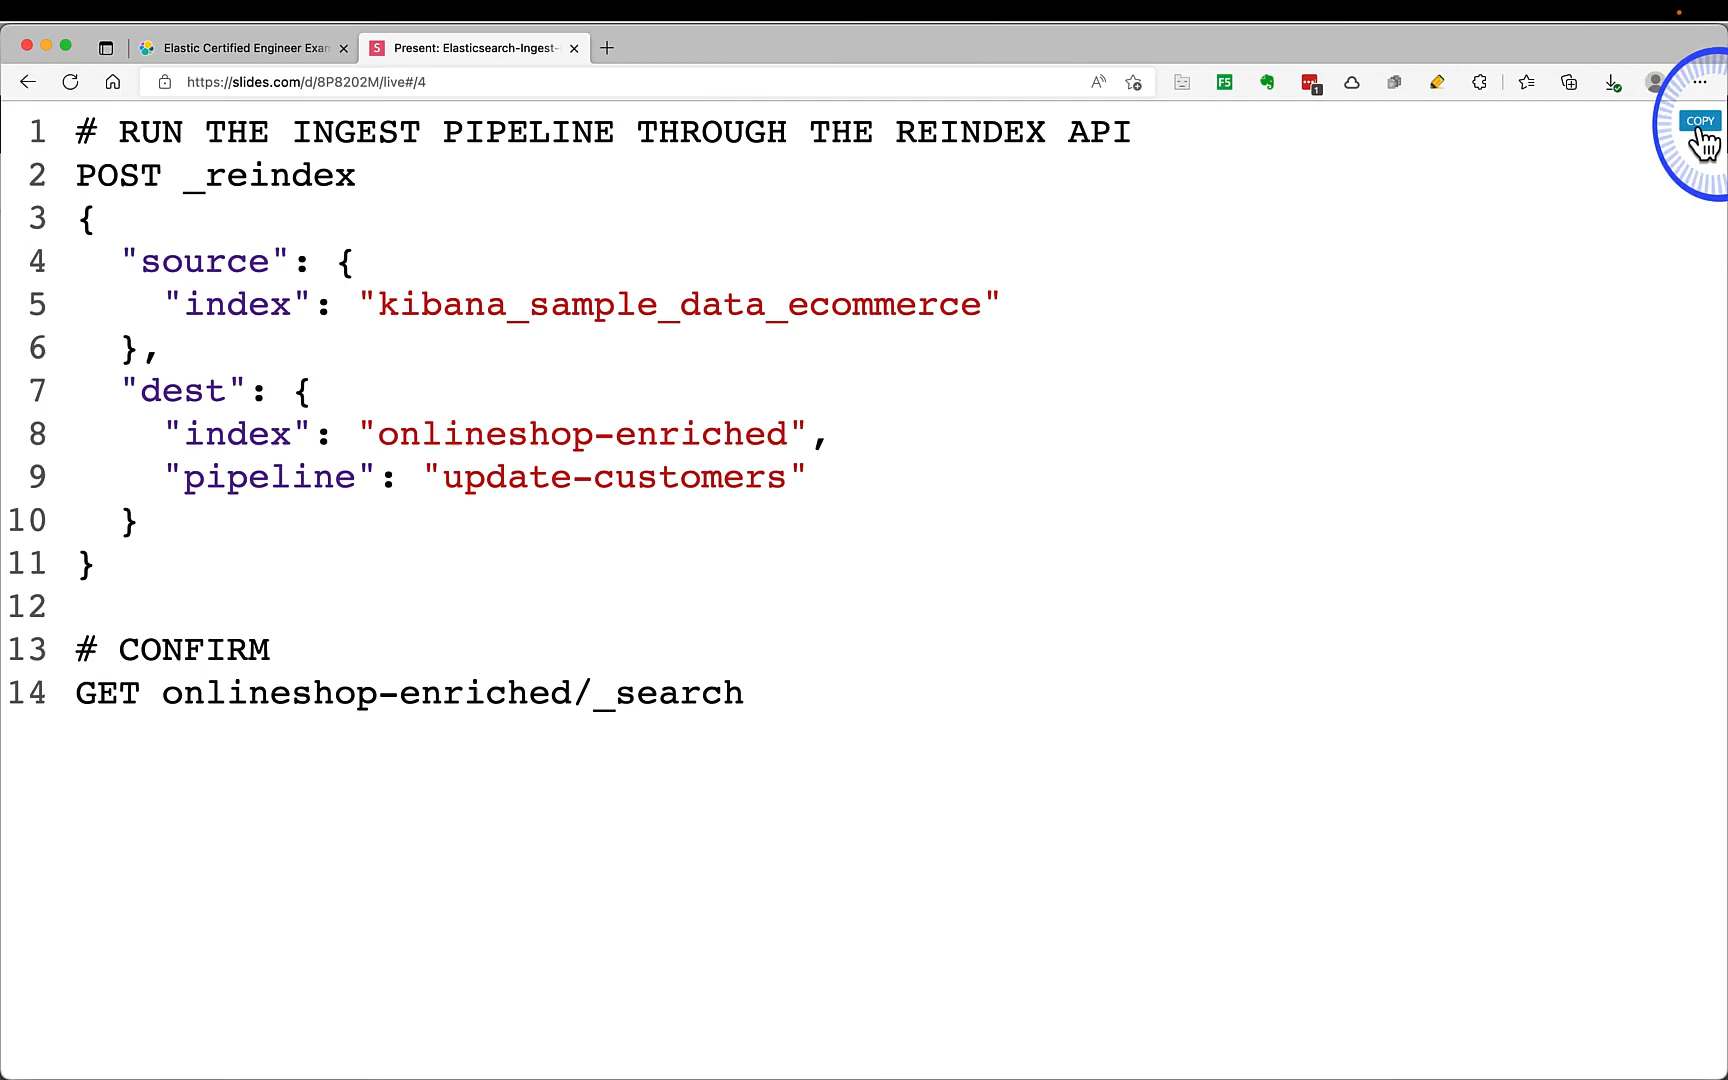 Elastic Certified Engineer Exan
S Present: Elasticsearch-Ingest-
https://slides.com/d/8P8202M/live#/4
A
F5
1
COPY
1 # RUN THE INGEST PIPELINE THROUGH THE REINDEX API
2 POST _reindex
3 {
4 "source": {
5 "index": "kibana_sample_data_ecommerce"
6 },
7 "dest": {
8 "index": "onlineshop-enriched",
9 "pipeline": "update-customers"
10 }
11 }
12
13 # CONFIRM
14 GET onlineshop-enriched/_search